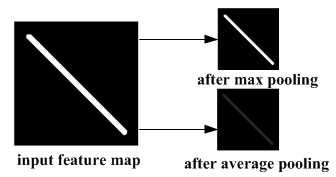 after max pooling
input feature map
after average pooling